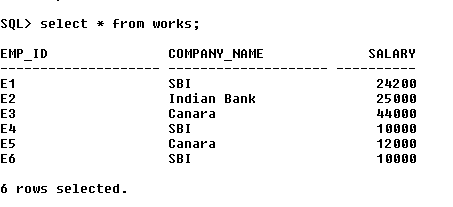 SQL> select * from works;
EMP_ID COMPANY_NAME SALARY
-------------------- -------------------- ----------
E1 SBI 24200
E2 Indian Bank 25000
E3 Canara 44000
E4 SBI 10000
E5 Canara 12000
E6 SBI 10000
6 rows selected.